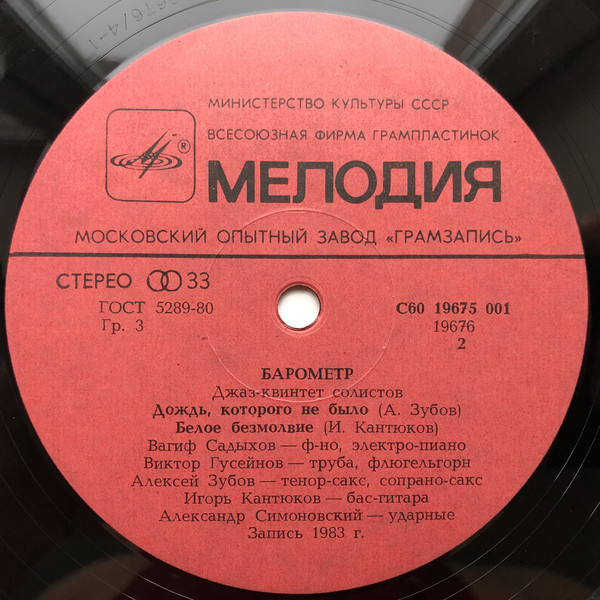 9676/4-1
МИНИСТЕРСТВО КУЛЬТУРЫ СССР
ВСЕСОЮЗНАЯ ФИРМА ГРАМПЛАСТИНОК
®
МЕЛОДИЯ
МОСКОВСКИЙ ОПЫТНЫЙ ЗАВОД «ГРАМЗАПИСЬ»
СТЕРЕО 33
ГОСТ 5289-80
Гр. 3
С60 19675 001
19676
2
БАРОМЕТР
Джаз-квинтет солистов
Дождь, которого не было (А. Зубов)
Белое безмолвие (И. Кантюков)
Вагиф Садыхов — ф-но, электро-пиано
Виктор Гусейнов — труба, флюгельгорн
Алексей Зубов — тенор-сакс, сопрано-сакс
Игорь Кантюков — бас-гитара
Александр Симоновский — ударные
Запись 1983 г.